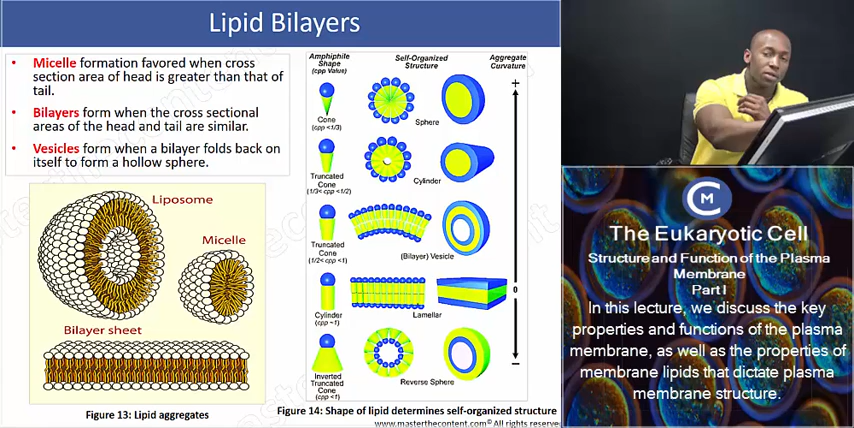 Lipid Bilayers
• Micelle formation favored when cross
section area of head is greater than that of
tail.
• Bilayers form when the cross sectional
areas of the head and tail are similar.
• Vesicles form when a bilayer folds back on
itself to form a hollow sphere.
Liposome
Micelle
Bilayer sheet
Figure 13: Lipid aggregates
Amphiphile
Shape
(cpp Value)
Self-Organized
Structure
Aggregate
Curvature
+
Cone
(cpp <1/3)
Sphere
Truncated
Cone
(1/3< cpp <1/2)
Cylinder
Truncated
Cone
(1/2< cpp <1)
(Bilayer) Vesicle
0
Cylinder
(cpp ~1)
Lamellar
Inverted
Truncated
Cone
Reverse Sphere
−
Figure 14: Shape of lipid determines self-organized structure
www.masterthecontent.com© All rights reserve
CM
The Eukaryotic Cell
Structure and Function of the Plasma
Membrane
Part I
In this lecture, we discuss the key
properties and functions of the plasma
membrane, as well as the properties of
membrane lipids that dictate plasma
membrane structure.